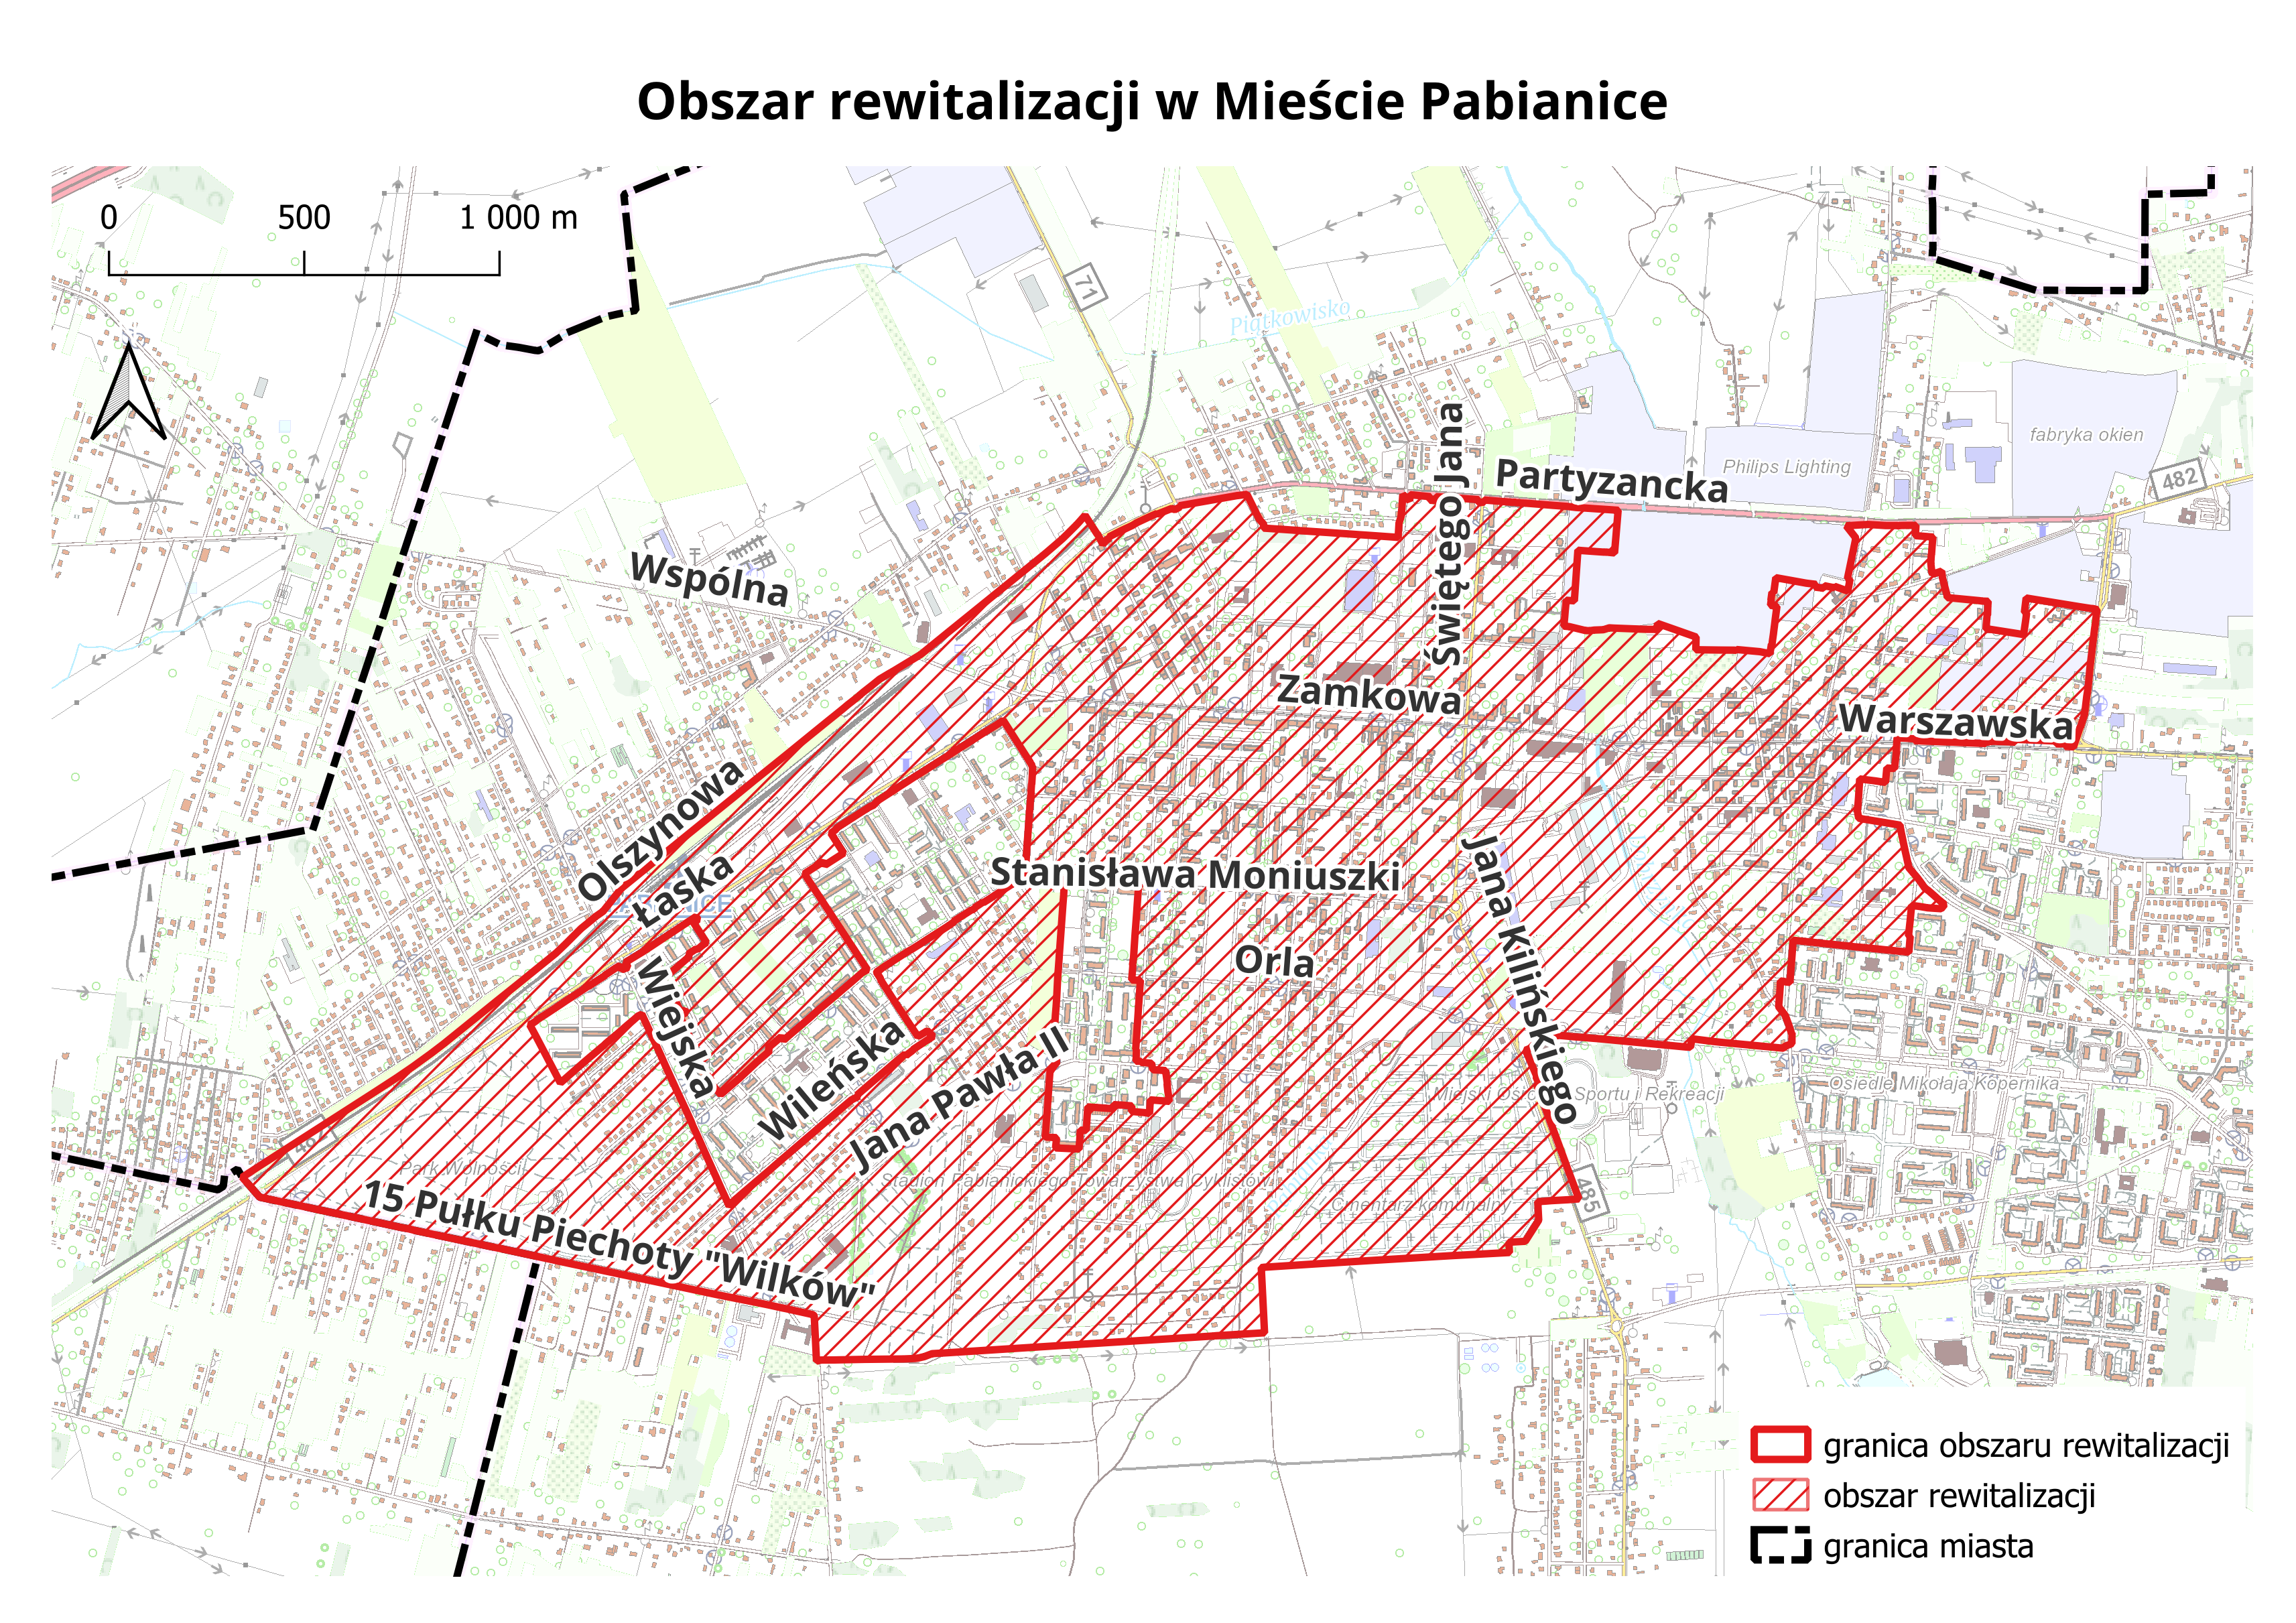 Obszar rewitalizacji w Mieście Pabianice
0 500 1 000 m
71
Piątkowisko
Świętego Jana
Partyzancka
Philips Lighting
fabryka okien
482
Wspólna
Zamkowa
Warszawska
Olszynowa
Łaska
Stanisława Moniuszki
Jana Kilińskiego
Orla
Wiejska
Wileńska
Jana Pawła II
Osiedle Mikołaja Kopernika
Sportu i Rekreacji
Park Wolności
Stadion Pabianickiego Towarzystwa Cyklistów
Cmentarz komunalny
485
15 Pułku Piechoty "Wilków"
granica obszaru rewitalizacji
obszar rewitalizacji
granica miasta